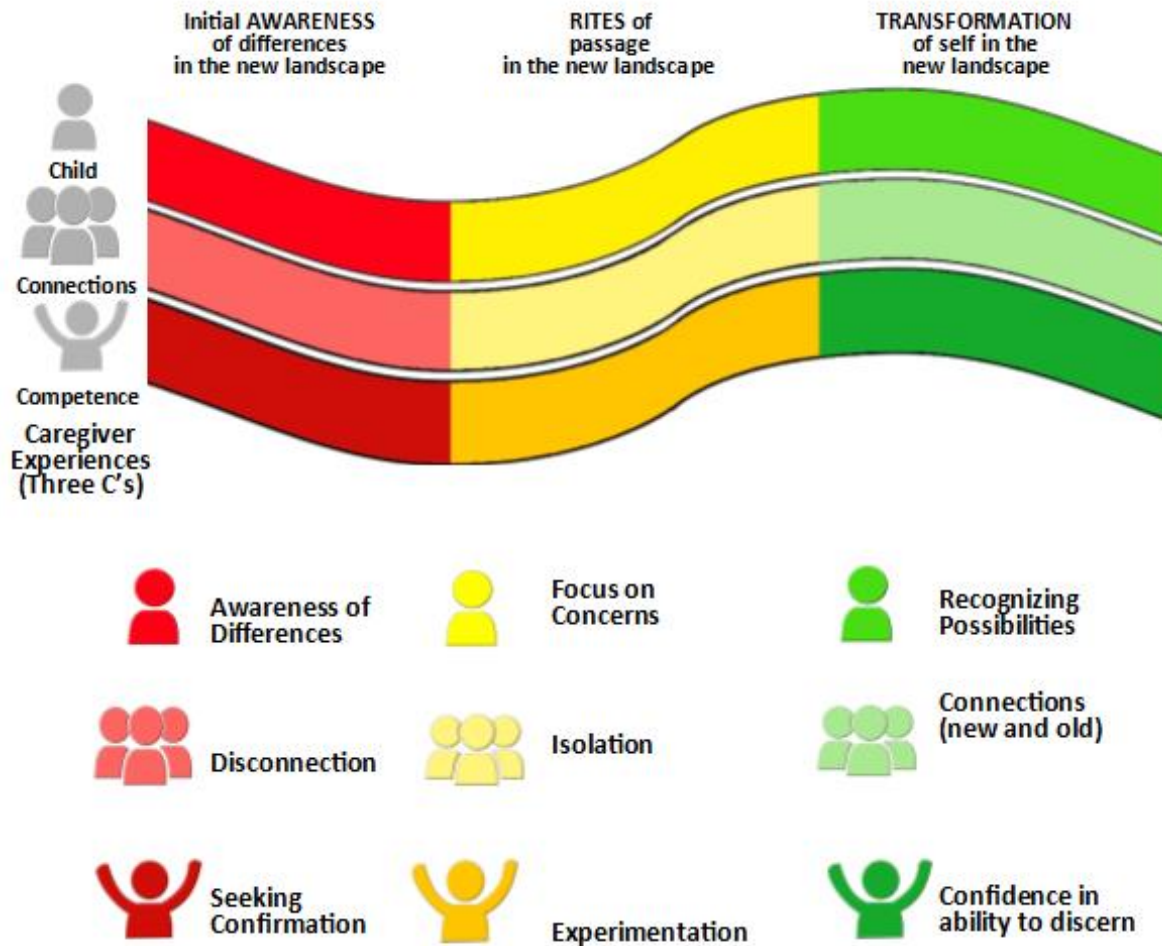 Initial AWARENESS
of differences
in the new landscape
RITES of
passage
in the new landscape
TRANSFORMATION
of self in the
new landscape
Child
Connections
Competence
Caregiver
Experiences
(Three C's)
Awareness of
Differences
Focus on
Concerns
Recognizing
Possibilities
Disconnection
Isolation
Connections
(new and old)
Seeking
Confirmation
Experimentation
Confidence in
ability to discern